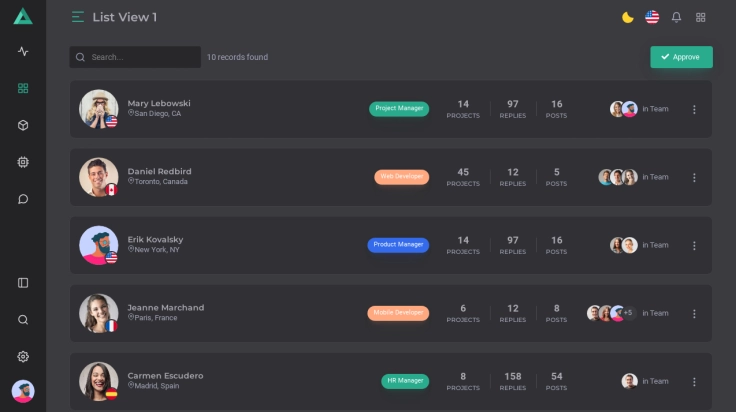 List View 1
Search...
10 records found
Approve
Mary Lebowski
San Diego, CA
Project Manager
14
PROJECTS
97
REPLIES
16
POSTS
in Team
Daniel Redbird
Toronto, Canada
Web Developer
45
PROJECTS
12
REPLIES
5
POSTS
in Team
Erik Kovalsky
New York, NY
Product Manager
14
PROJECTS
97
REPLIES
16
POSTS
in Team
Jeanne Marchand
Paris, France
Mobile Developer
6
PROJECTS
12
REPLIES
8
POSTS
+5
in Team
Carmen Escudero
Madrid, Spain
HR Manager
8
PROJECTS
158
REPLIES
54
POSTS
in Team